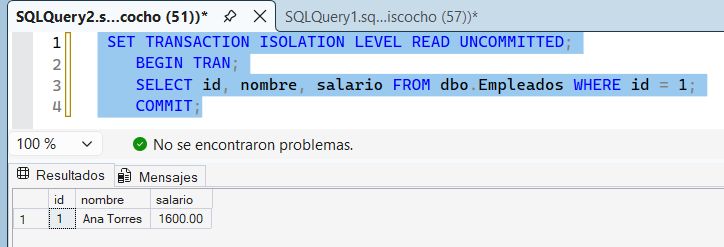 SQLQuery2.s...cocho (51))* SQLQuery1.sq...iscocho (57))*
1 SET TRANSACTION ISOLATION LEVEL READ UNCOMMITTED;
2 BEGIN TRAN;
3 SELECT id, nombre, salario FROM dbo.Empleados WHERE id = 1;
4 COMMIT;
100 % No se encontraron problemas.
Resultados Mensajes
id nombre salario
1 1 Ana Torres 1600.00